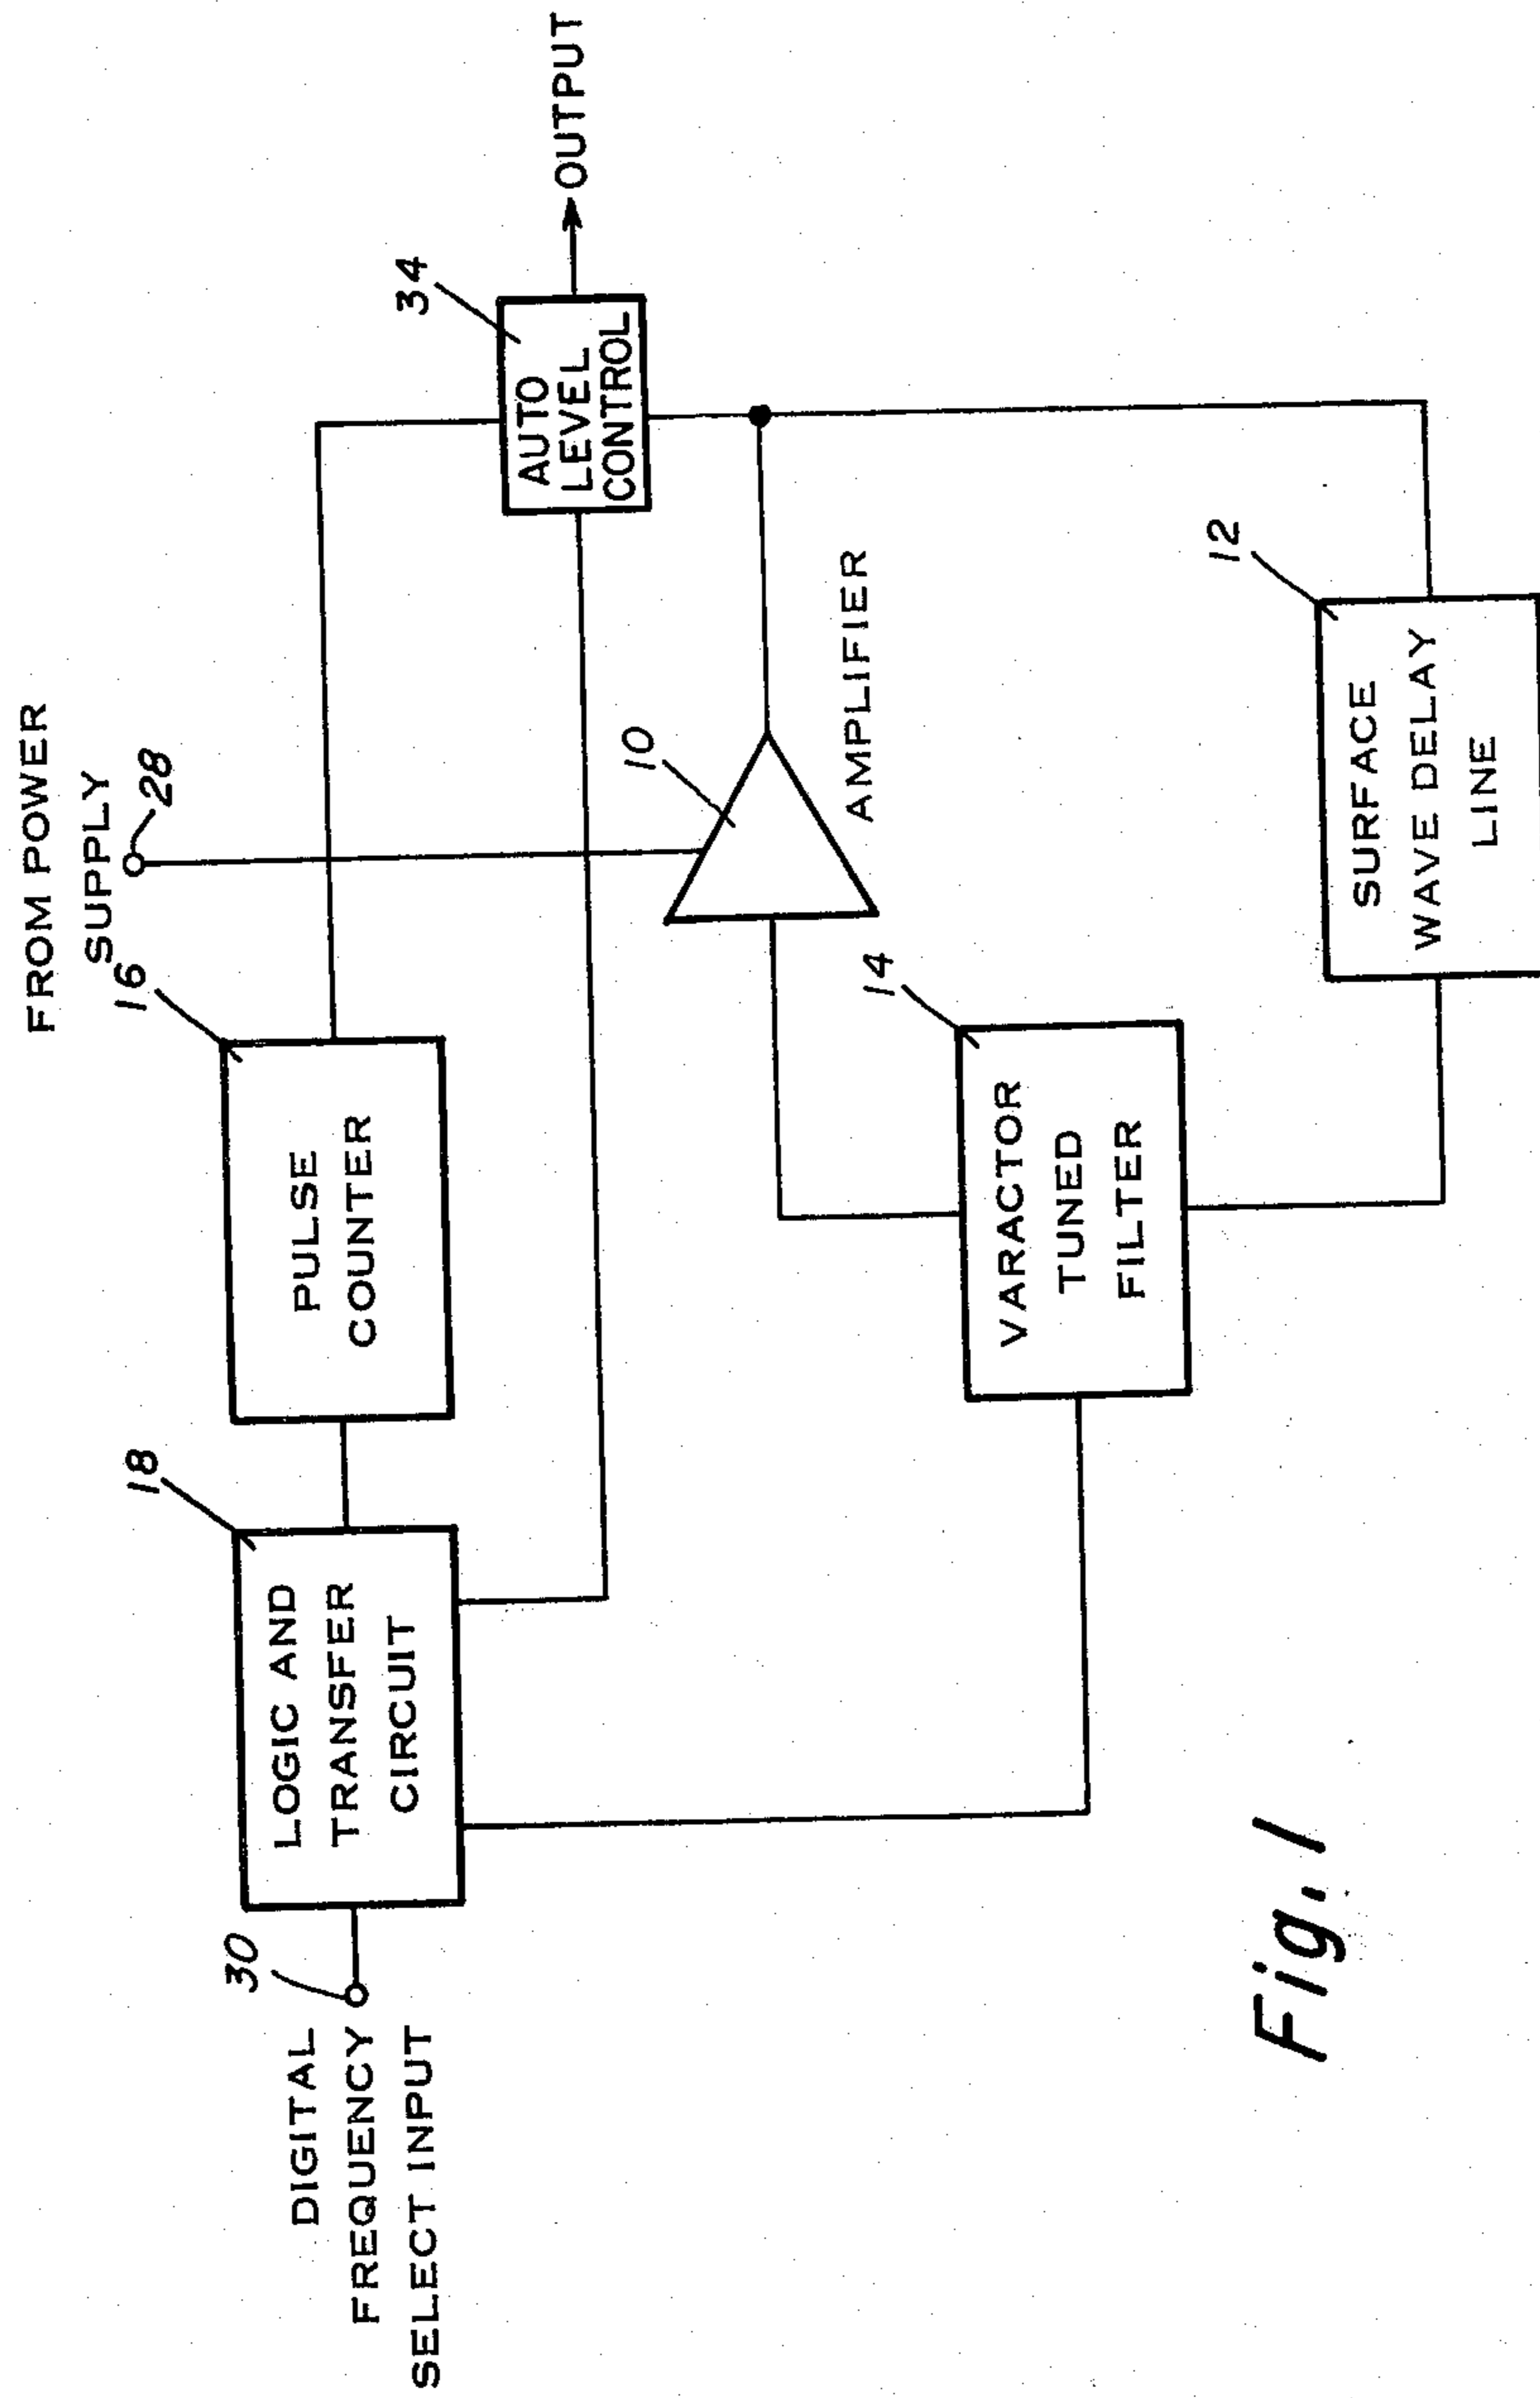 FROM POWER
SUPPLY
28
16
PULSE
COUNTER
18
LOGIC AND
TRANSFER
CIRCUIT
30
DIGITAL
FREQUENCY
SELECT INPUT
34
AUTO
LEVEL
CONTROL
OUTPUT
10
AMPLIFIER
14
VARACTOR
TUNED
FILTER
12
SURFACE
WAVE DELAY
LINE
Fig. 1